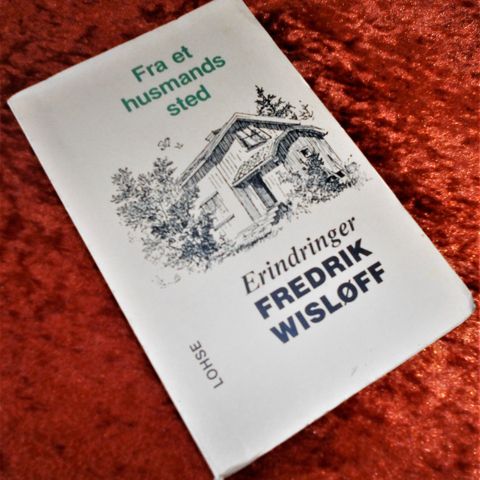 Fra et
husmands
sted
Erindringer
FREDRIK
WISLØFF
LOHSE